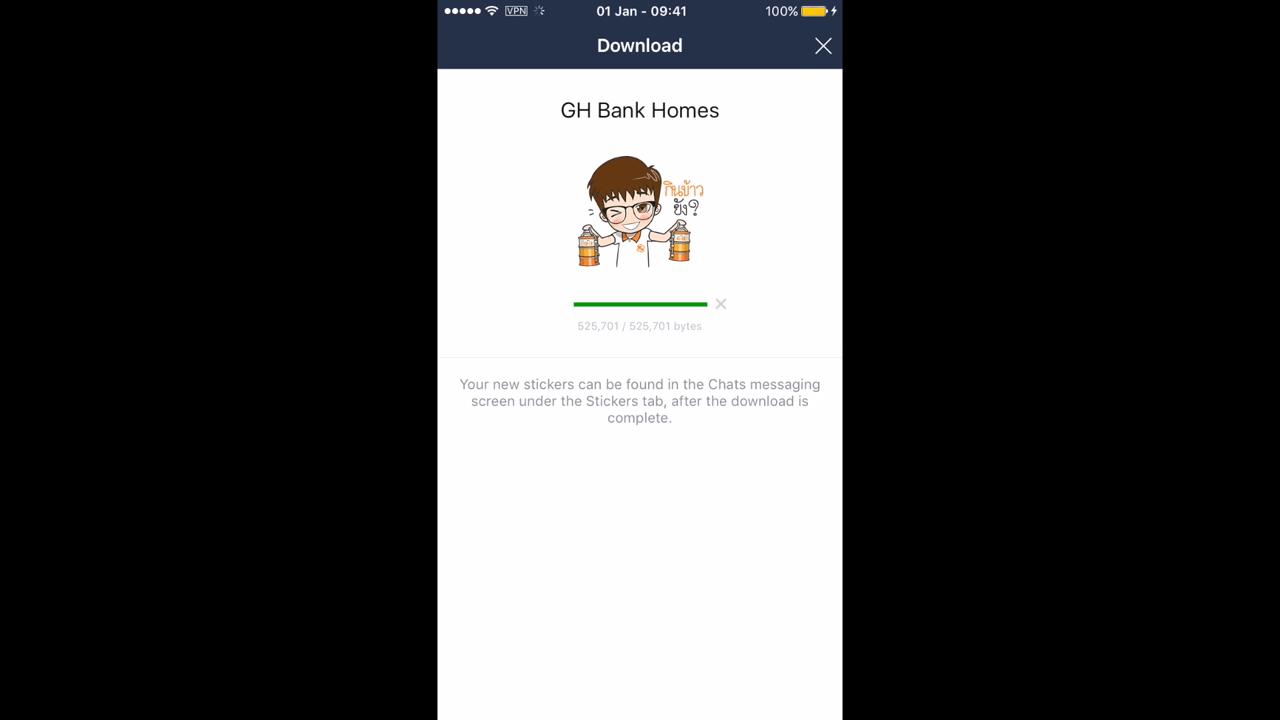 VPN 01 Jan - 09:41 100%
Download
GH Bank Homes
กินข้าว
ยัง?
525,701 / 525,701 bytes
Your new stickers can be found in the Chats messaging
screen under the Stickers tab, after the download is
complete.